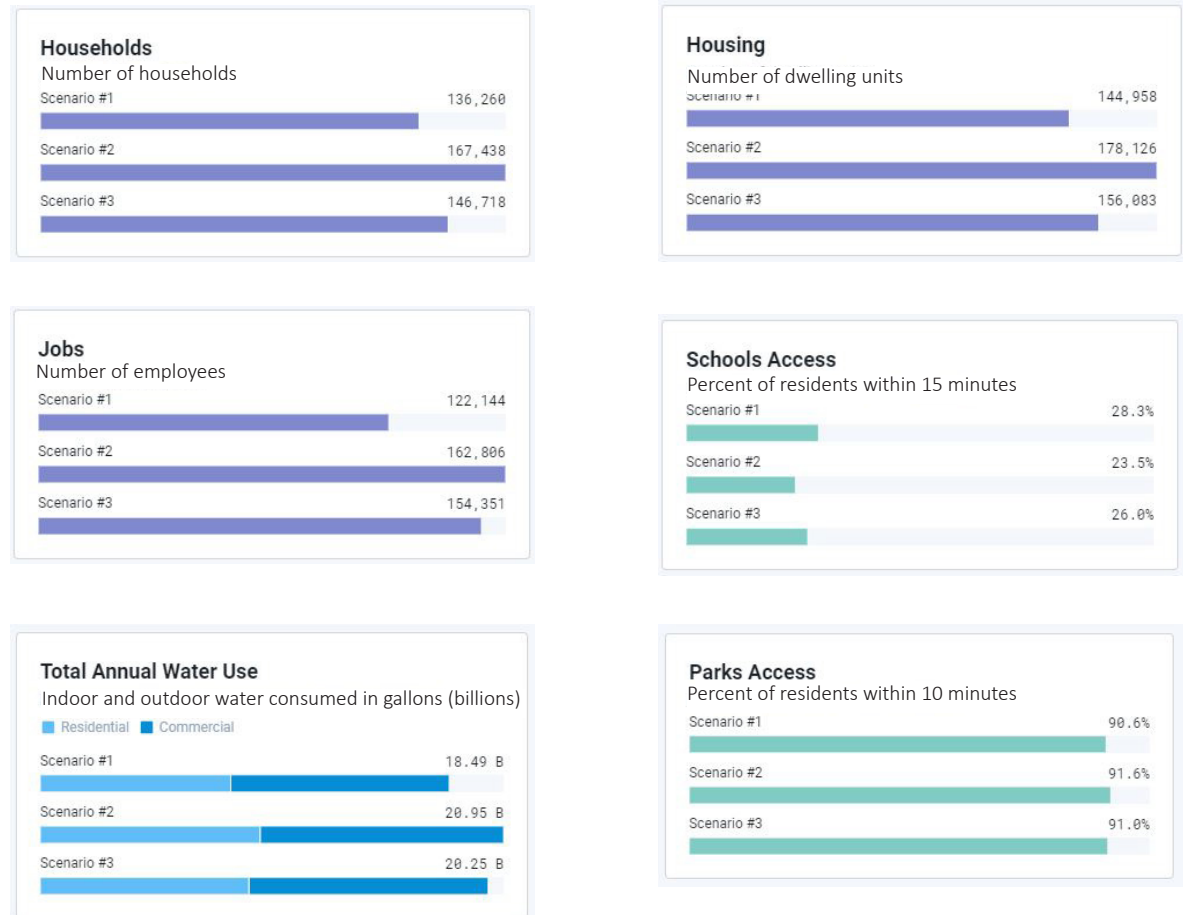 Households
Number of households
Scenario #1 136,260
Scenario #2 167,438
Scenario #3 146,718
Housing
Number of dwelling units
Scenario #1 144,958
Scenario #2 178,126
Scenario #3 156,083
Jobs
Number of employees
Scenario #1 122,144
Scenario #2 162,806
Scenario #3 154,351
Schools Access
Percent of residents within 15 minutes
Scenario #1 28.3%
Scenario #2 23.5%
Scenario #3 26.0%
Total Annual Water Use
Indoor and outdoor water consumed in gallons (billions)
Residential Commercial
Scenario #1 18.49 B
Scenario #2 20.95 B
Scenario #3 20.25 B
Parks Access
Percent of residents within 10 minutes
Scenario #1 90.6%
Scenario #2 91.6%
Scenario #3 91.0%